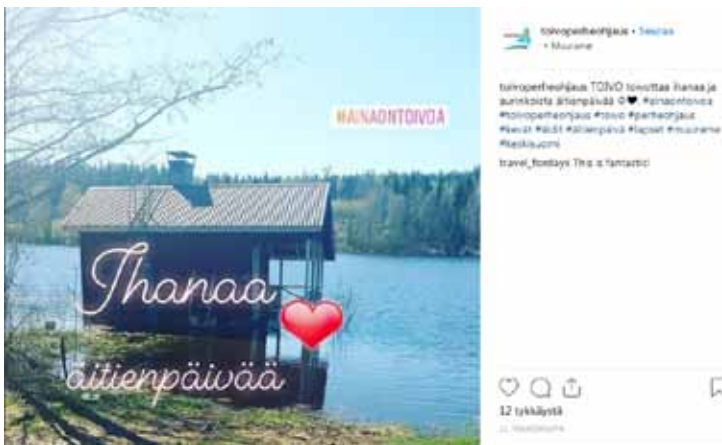 #AINAONTOIVOA
Ihanaa
äitienpäivää
toivoperheohjaus • Seuraa
• Muurame
toivoperheohjaus TOIVO toivottaa ihanaa ja
aurinkoista äitienpäivää #ainaontoivoa
#toivoperheohjaus #toivo #perheohjaus
#kevät #äidit #äitienpäivä #lapset #muurame
#keskisuomi
This is fantastic!
12 tykkäystä